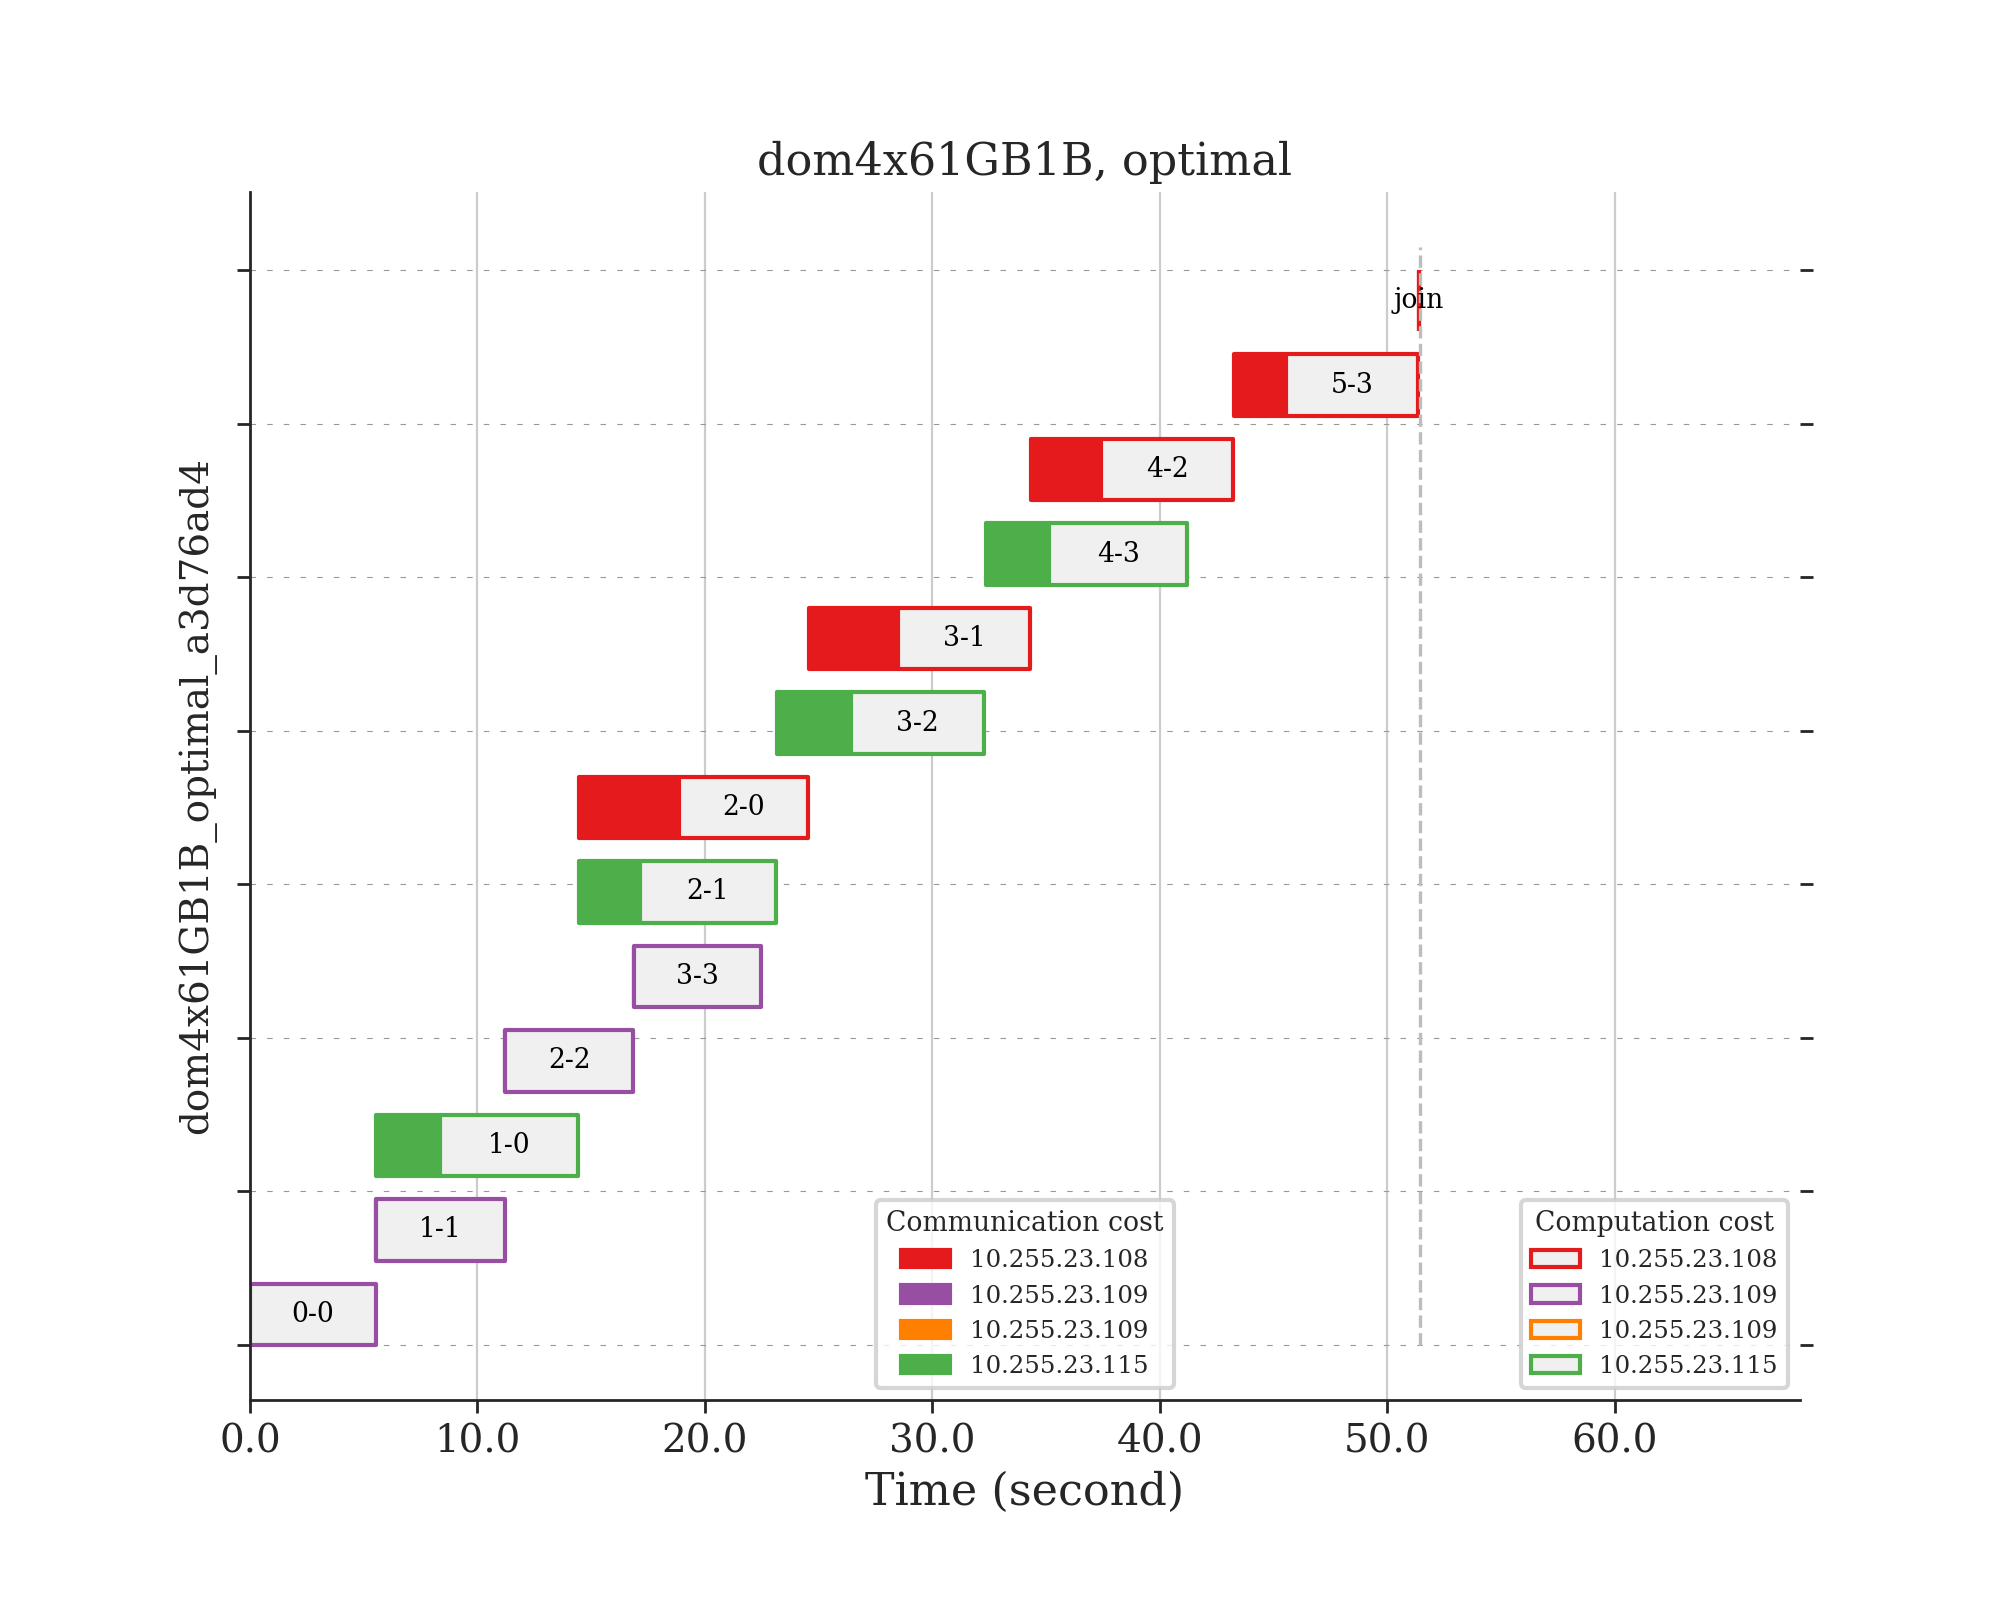 dom4x61GB1B, optimal
dom4x61GB1B_optimal_a3d76ad4
join
5-3
4-2
4-3
3-1
3-2
2-0
2-1
3-3
2-2
1-0
1-1
0-0
Communication cost
10.255.23.108
10.255.23.109
10.255.23.109
10.255.23.115
Computation cost
10.255.23.108
10.255.23.109
10.255.23.109
10.255.23.115
0.0 10.0 20.0 30.0 40.0 50.0 60.0
Time (second)